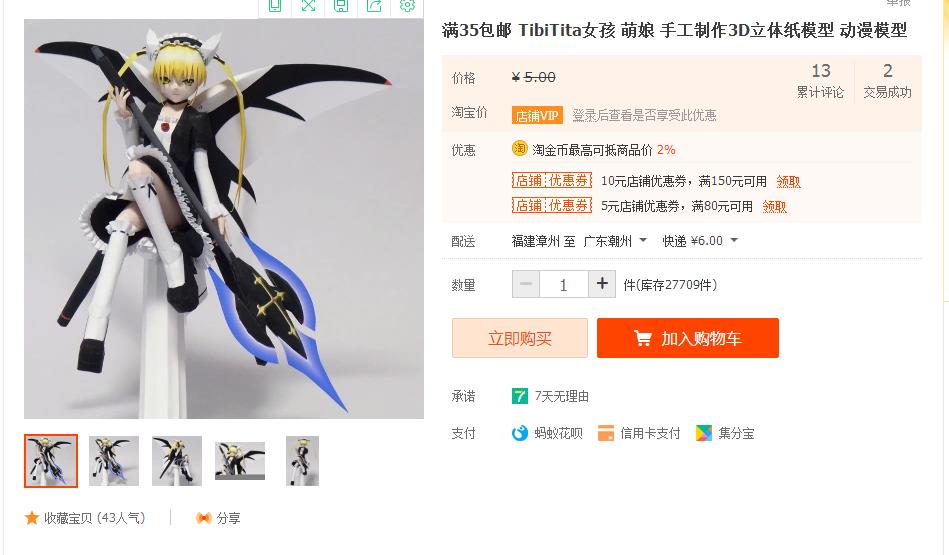 举报
满35包邮 TibiTita女孩 萌娘 手工制作3D立体纸模型 动漫模型
价格 ¥ 5.00
13 累计评论
2 交易成功
淘宝价 店铺VIP 登录后查看是否享受此优惠
优惠 淘 淘金币最高可抵商品价 2%
店铺 优惠券 10元店铺优惠券，满150元可用 领取
店铺 优惠券 5元店铺优惠券，满80元可用 领取
配送 福建漳州 至 广东潮州 快递 ¥6.00
数量 － 1 + 件(库存27709件)
立即购买 加入购物车
承诺 7 7天无理由
支付 蚂蚁花呗 信用卡支付 集分宝
收藏宝贝 (43人气) 分享